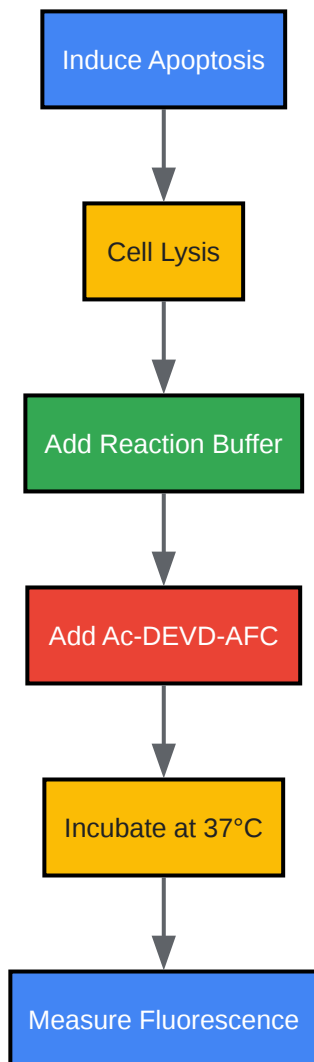 Induce Apoptosis
Cell Lysis
Add Reaction Buffer
Add Ac-DEVD-AFC
Incubate at 37°C
Measure Fluorescence